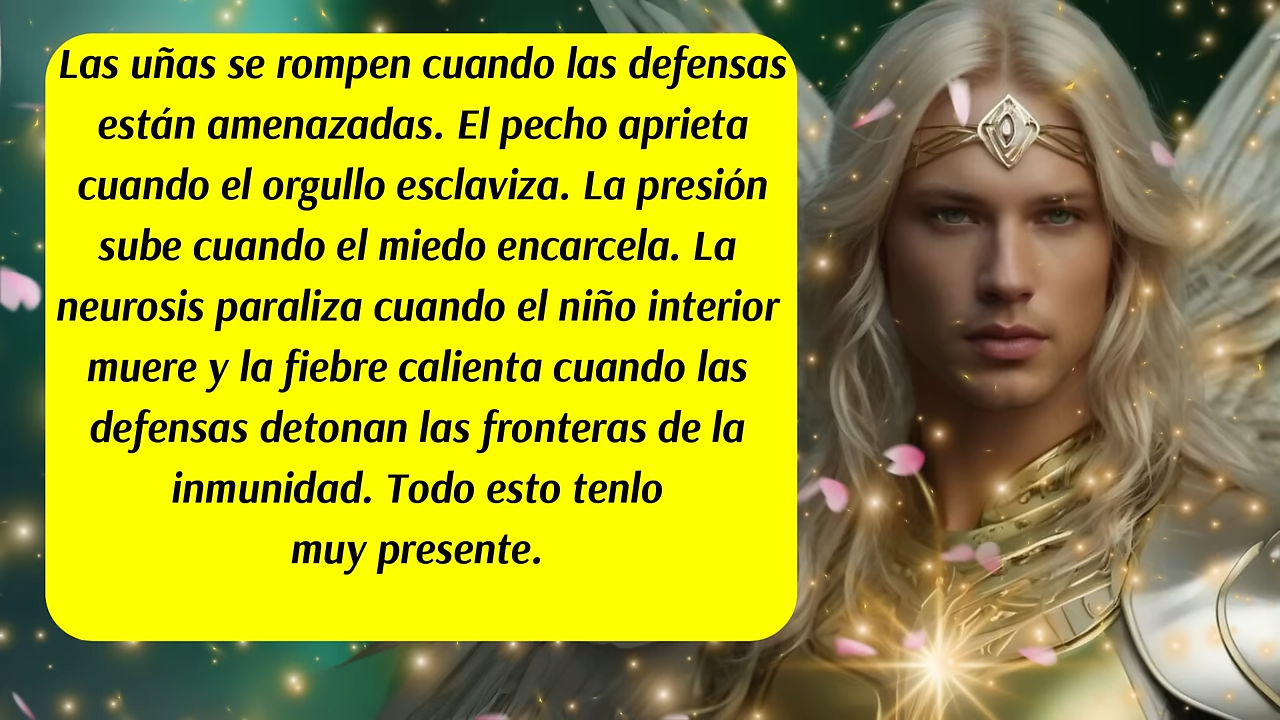 Las uñas se rompen cuando las defensas
están amenazadas. El pecho aprieta
cuando el orgullo esclaviza. La presión
sube cuando el miedo encarcela. La
neurosis paraliza cuando el niño interior
muere y la fiebre calienta cuando las
defensas detonan las fronteras de la
inmunidad. Todo esto tenlo
muy presente.